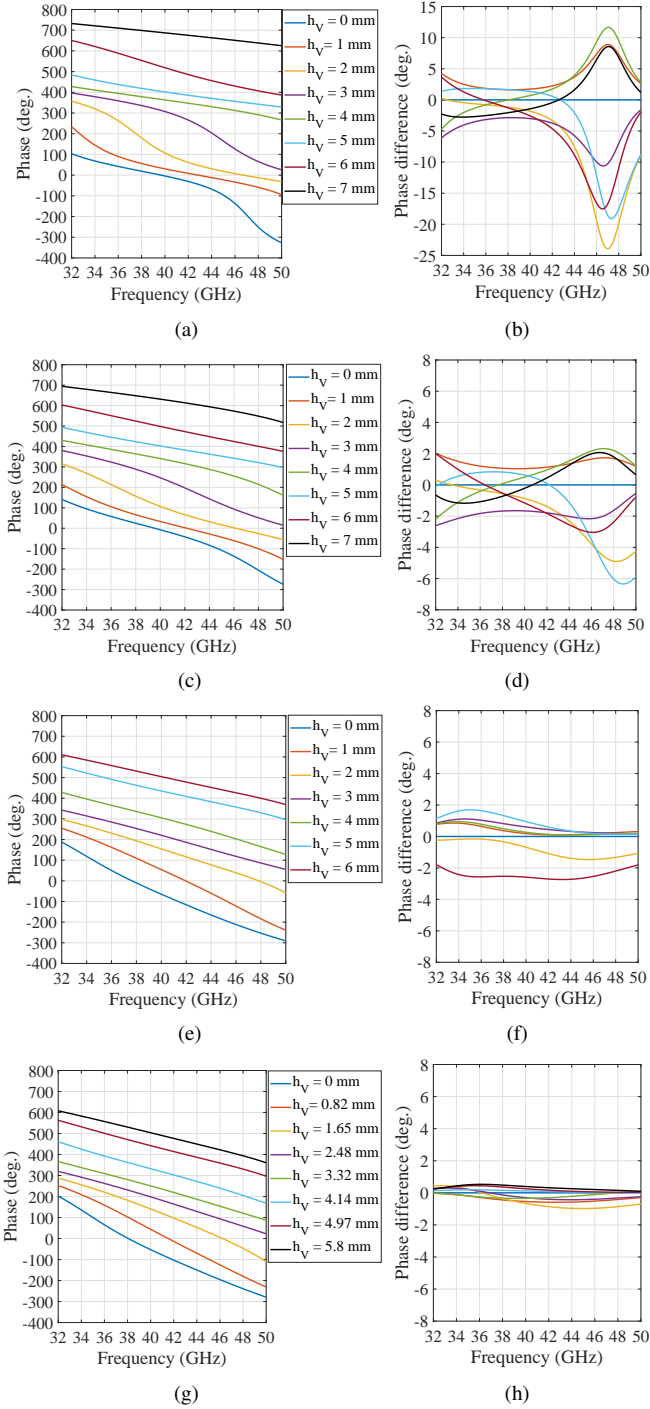 800
700
600
500
400
300
200
100
0
-100
-200
-300
-400
32 34 36 38 40 42 44 46 48 50
Frequency (GHz)
Phase (deg.)
h_V = 0 mm
h_V= 1 mm
h_V = 2 mm
h_V = 3 mm
h_V = 4 mm
h_V = 5 mm
h_V = 6 mm
h_V = 7 mm
(a)
15
10
5
0
-5
-10
-15
-20
-25
32 34 36 38 40 42 44 46 48 50
Frequency (GHz)
Phase difference (deg.)
(b)
800
700
600
500
400
300
200
100
0
-100
-200
-300
-400
32 34 36 38 40 42 44 46 48 50
Frequency (GHz)
Phase (deg.)
h_V = 0 mm
h_V = 1 mm
h_V = 2 mm
h_V = 3 mm
h_V = 4 mm
h_V = 5 mm
h_V = 6 mm
h_V = 7 mm
(c)
8
6
4
2
0
-2
-4
-6
-8
32 34 36 38 40 42 44 46 48 50
Frequency (GHz)
Phase difference (deg.)
(d)
800
700
600
500
400
300
200
100
0
-100
-200
-300
-400
32 34 36 38 40 42 44 46 48 50
Frequency (GHz)
Phase (deg.)
h_V = 0 mm
h_V = 1 mm
h_V = 2 mm
h_V = 3 mm
h_V = 4 mm
h_V = 5 mm
h_V = 6 mm
(e)
8
6
4
2
0
-2
-4
-6
-8
32 34 36 38 40 42 44 46 48 50
Frequency (GHz)
Phase difference (deg.)
(f)
800
700
600
500
400
300
200
100
0
-100
-200
-300
-400
32 34 36 38 40 42 44 46 48 50
Frequency (GHz)
Phase (deg.)
h_V = 0 mm
h_V= 0.82 mm
h_V = 1.65 mm
h_V = 2.48 mm
h_V = 3.32 mm
h_V = 4.14 mm
h_V = 4.97 mm
h_V = 5.8 mm
(g)
8
6
4
2
0
-2
-4
-6
-8
32 34 36 38 40 42 44 46 48 50
Frequency (GHz)
Phase difference (deg.)
(h)